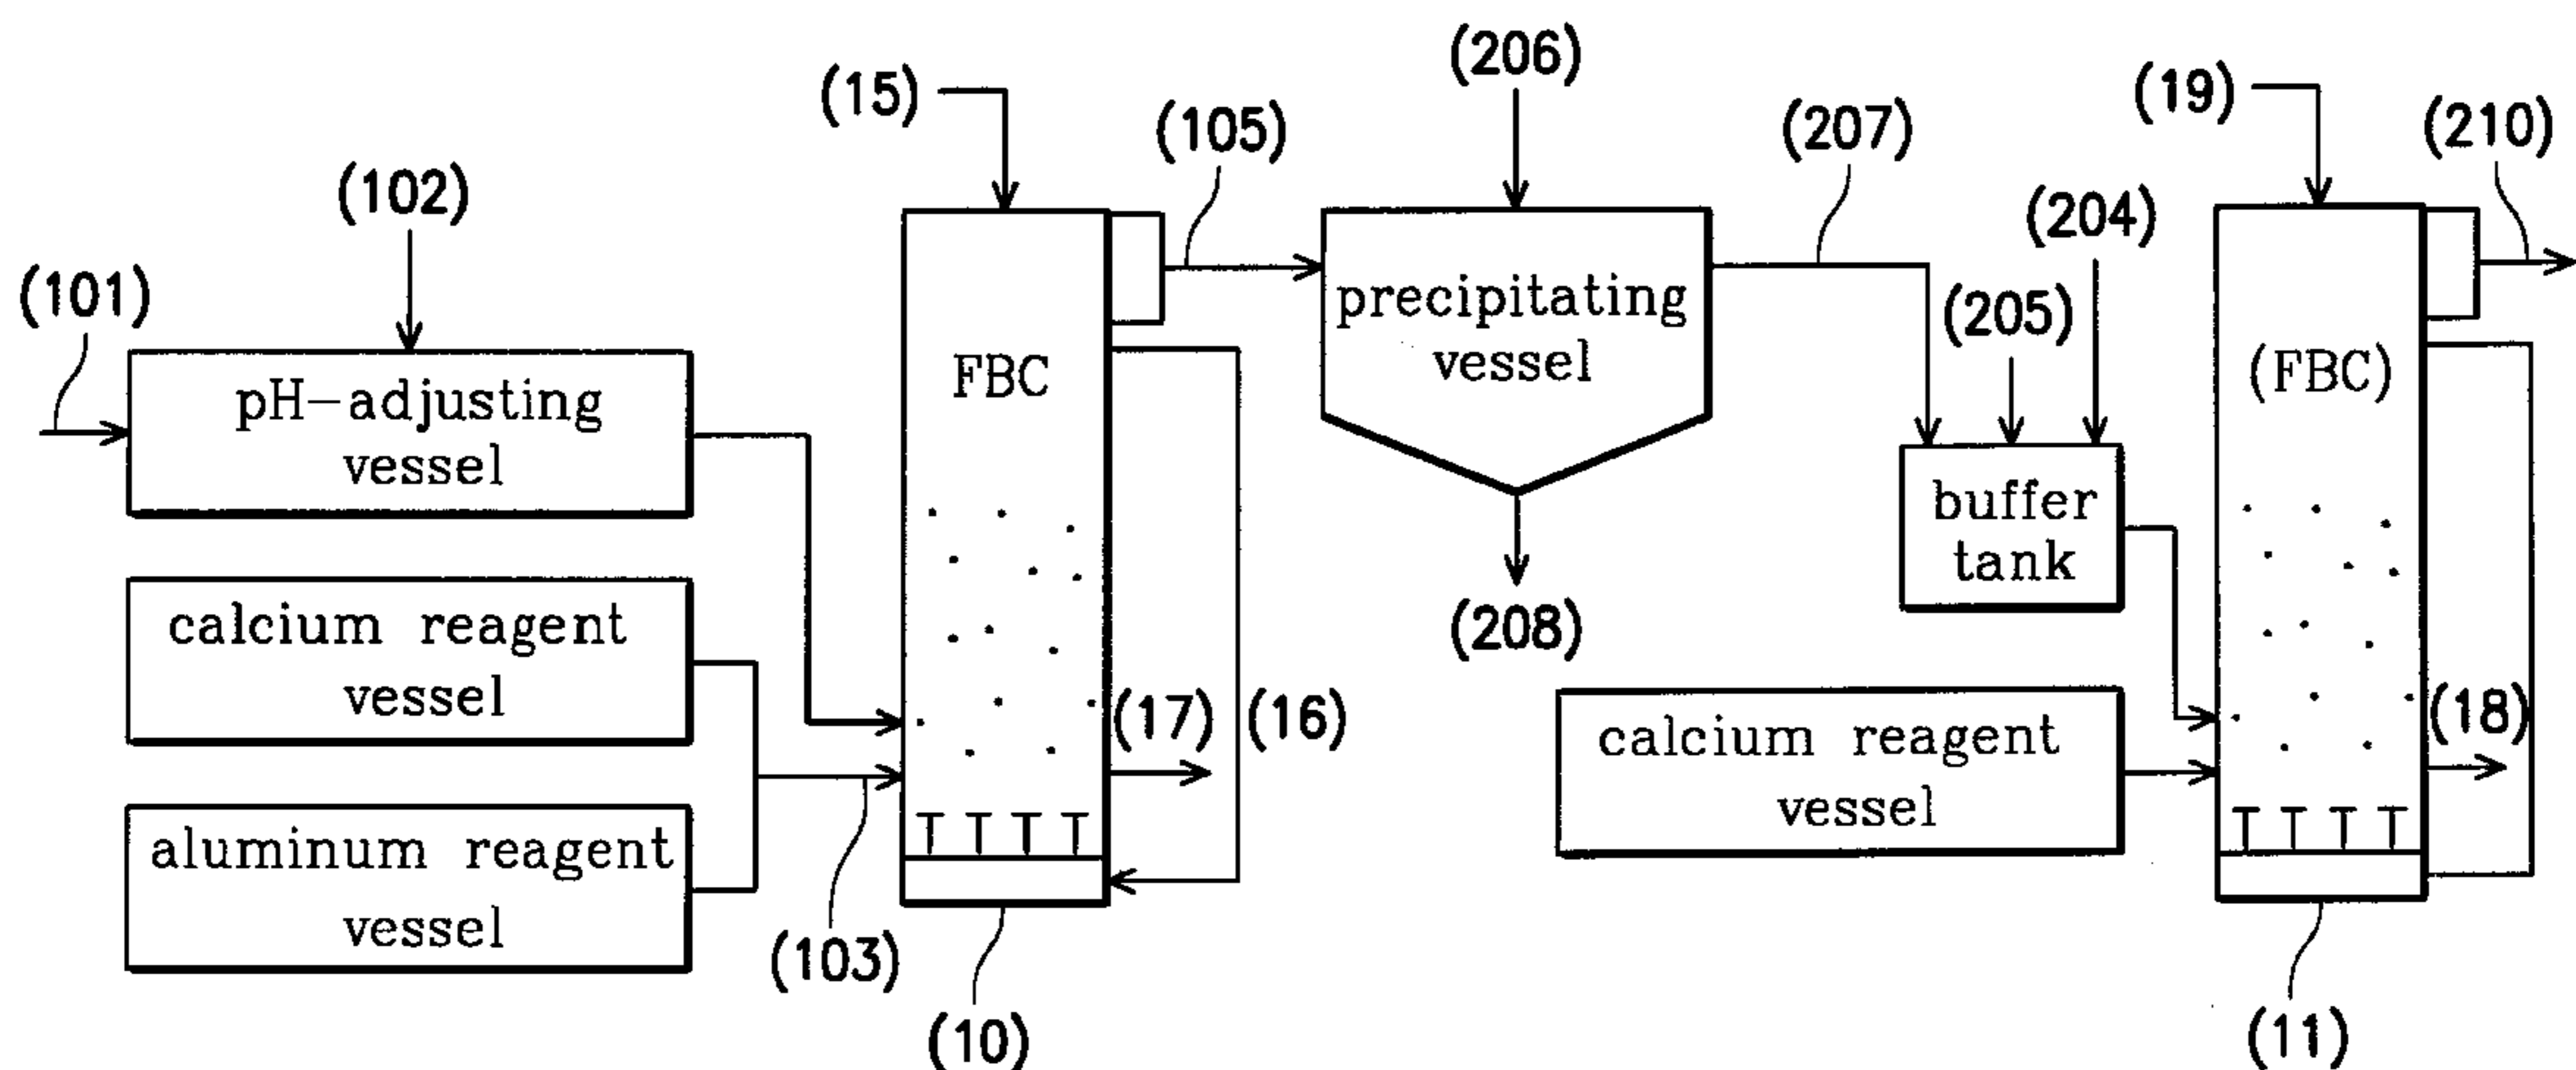 (206)
(15)
(19)
(105)
(207)
(210)
(102)
(204)
(101)
(205)
FBC
precipitating
vessel
(FBC)
pH-adjusting
vessel
buffer
tank
calcium reagent
vessel
(208)
(17)
(16)
(18)
calcium reagent
vessel
aluminum reagent
vessel
(103)
(10)
(11)